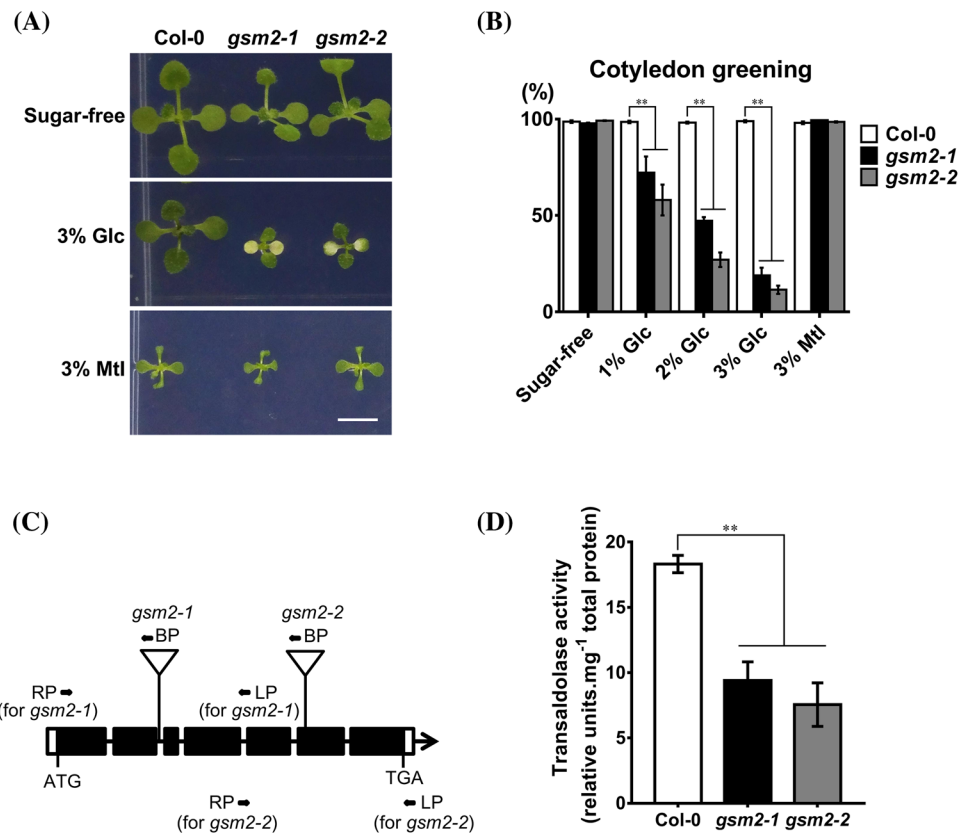 (A)
Col-0 gsm2-1 gsm2-2
Sugar-free
3% Glc
3% Mtl
(B)
Cotyledon greening
(%)
100
50
0
** ** **
Col-0
gsm2-1
gsm2-2
Sugar-free 1% Glc 2% Glc 3% Glc 3% Mtl
(C)
gsm2-1 gsm2-2
BP BP
RP LP
(for gsm2-1) (for gsm2-1)
ATG TGA
RP LP
(for gsm2-2) (for gsm2-2)
(D)
Transaldolase activity
(relative units.mg⁻¹ total protein)
20
15
10
5
0
**
Col-0 gsm2-1 gsm2-2